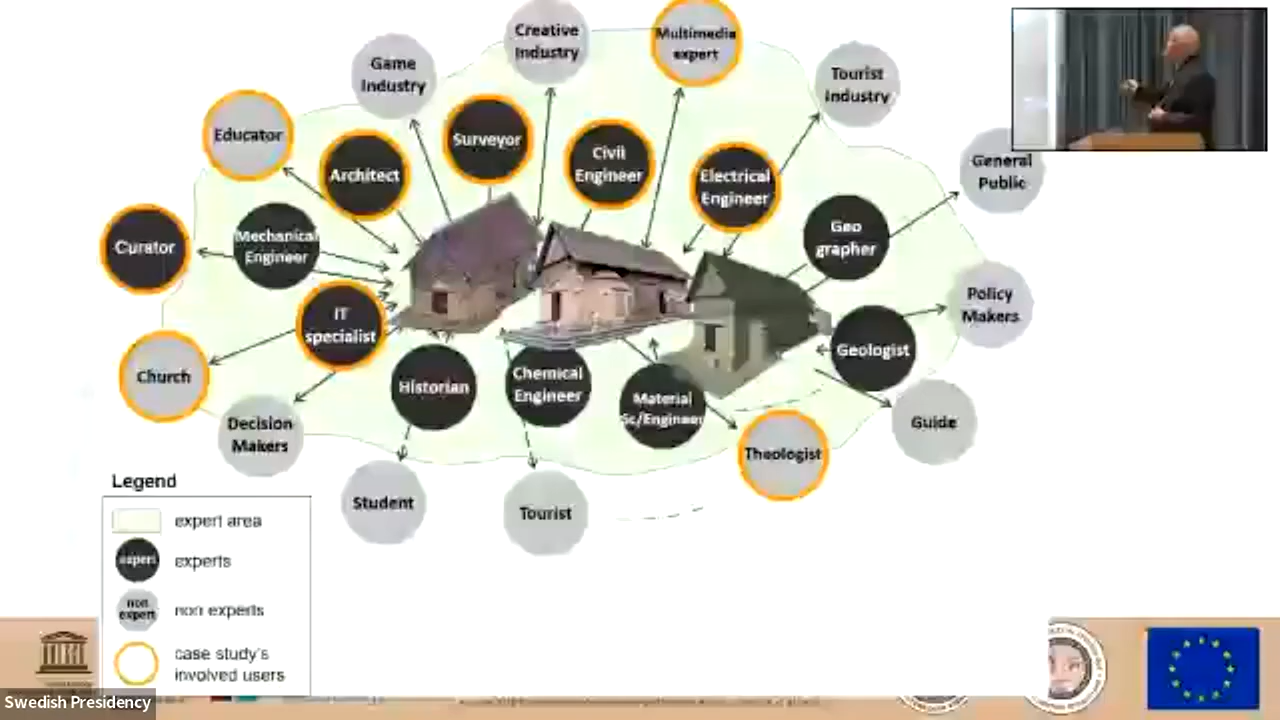 Creative
Industry
Multimedia
expert
Game
Industry
Tourist
Industry
Educator
Surveyor
Civil
Engineer
Architect
Electrical
Engineer
General
Public
Curator
Mechanical
Engineer
Geo
grapher
IT
specialist
Policy
Makers
Church
Historian
Chemical
Engineer
Material
Sc/Engineer
Geologist
Decision
Makers
Guide
Theologist
Student
Tourist
Legend
expert area
expert
experts
non
expert
non experts
case study's
involved users
Swedish Presidency